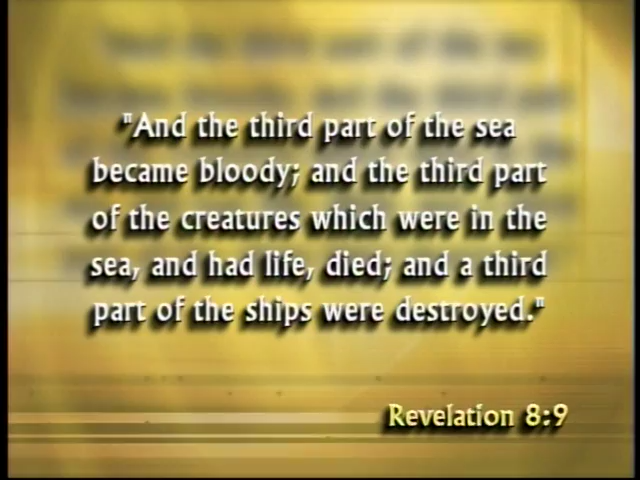 "And the third part of the sea
became bloody; and the third part
of the creatures which were in the
sea, and had life, died; and a third
part of the ships were destroyed."
Revelation 8:9